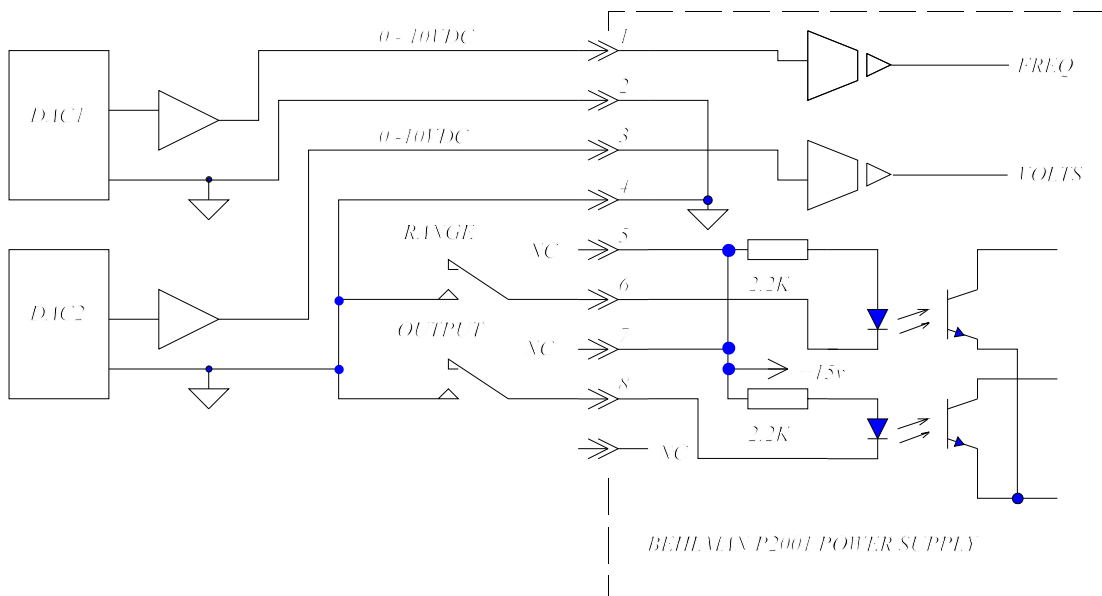 0 - 10VDC
1
FREQ
DAC1
2
0 -10VDC
3
VOLTS
4
RANGE
NC
5
2.2K
6
DAC2
OUTPUT
NC
7
15v
8
2.2K
NC
BEHLMAN P2001 POWER SUPPLY